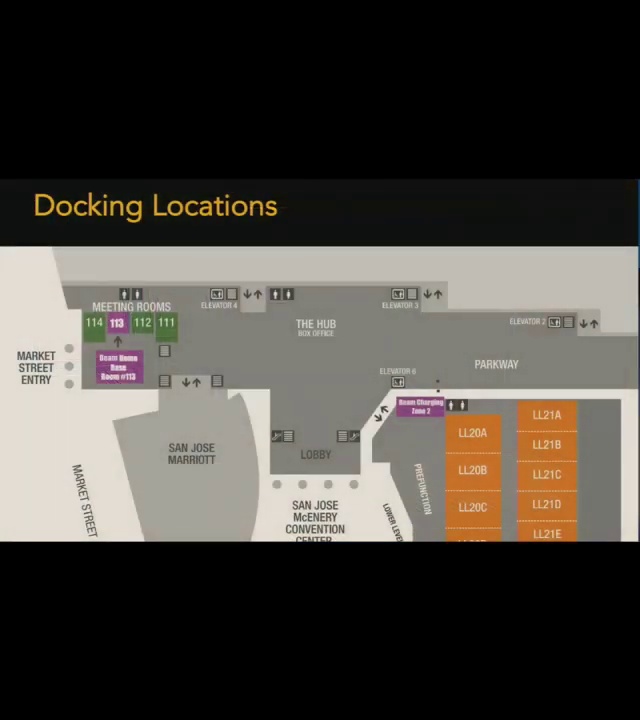 Docking Locations
MEETING ROOMS
114
113
112
111
ELEVATOR 4
ELEVATOR 3
ELEVATOR 2
THE HUB
BOX OFFICE
MARKET
STREET
ENTRY
Beam Home
Base
Room #113
ELEVATOR 6
PARKWAY
Beam Charging
Zone 2
SAN JOSE
MARRIOTT
LOBBY
MARKET STREET
SAN JOSE
McENERY
CONVENTION
CENTER
PREFUNCTION
LOWER LEVEL
LL20A
LL20B
LL20C
LL21A
LL21B
LL21C
LL21D
LL21E